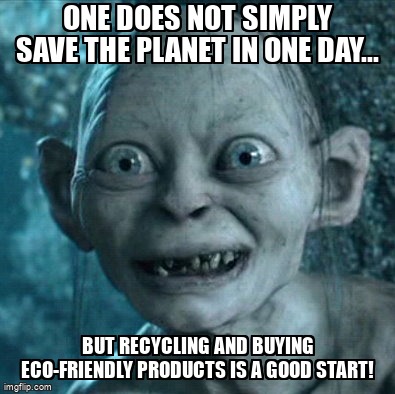 ONE DOES NOT SIMPLY
SAVE THE PLANET IN ONE DAY...
BUT RECYCLING AND BUYING
ECO-FRIENDLY PRODUCTS IS A GOOD START!
imgflip.com